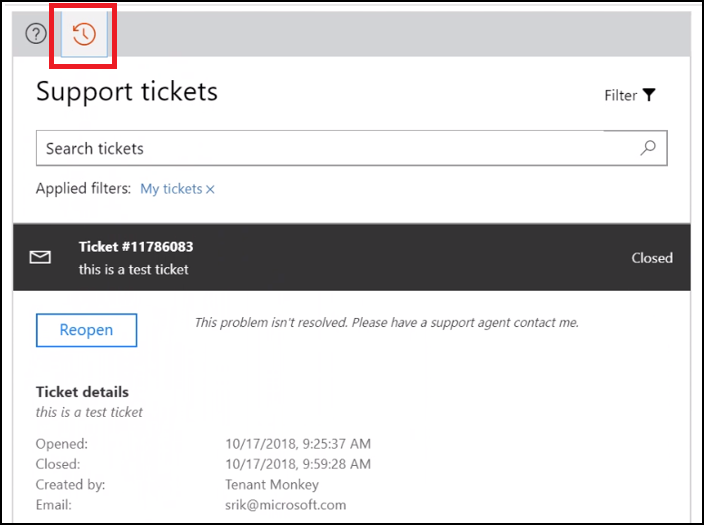 Support tickets
Filter
Search tickets
Applied filters: My tickets ×
Ticket #11786083
this is a test ticket
Closed
Reopen
This problem isn't resolved. Please have a support agent contact me.
Ticket details
this is a test ticket
Opened: 10/17/2018, 9:25:37 AM
Closed: 10/17/2018, 9:59:28 AM
Created by: Tenant Monkey
Email: srik@microsoft.com